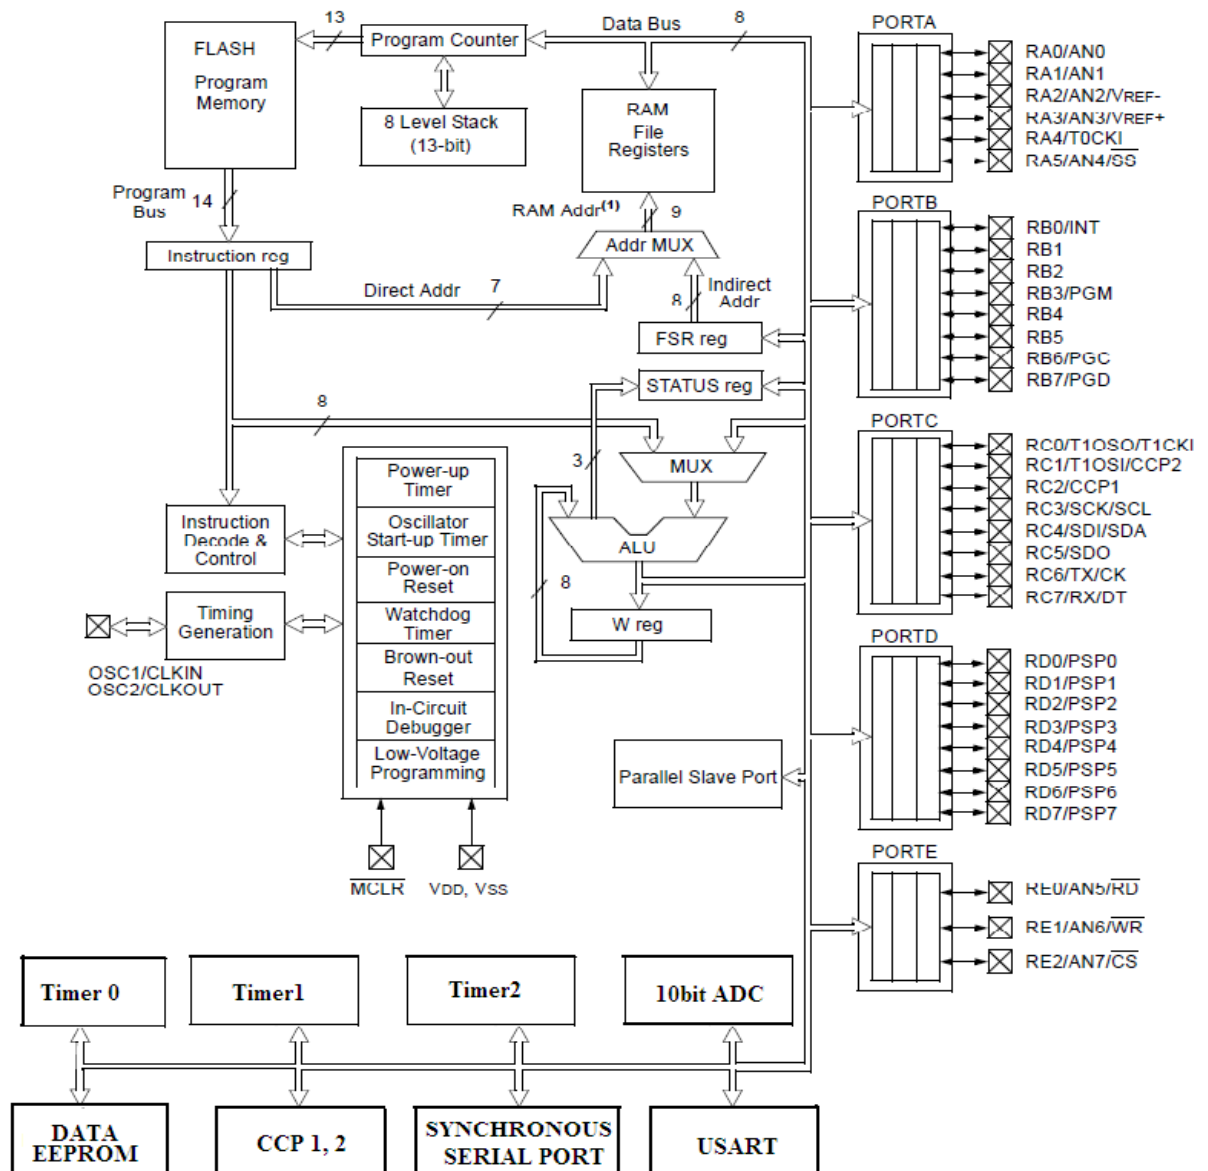 13
Data Bus
8
PORTA
FLASH
Program
Memory
Program Counter
RA0/AN0
RA1/AN1
RA2/AN2/VREF-
RA3/AN3/VREF+
RA4/T0CKI
RA5/AN4/SS
8 Level Stack
(13-bit)
RAM
File
Registers
Program
Bus
14
RAM Addr(1)
9
PORTB
Instruction reg
Addr MUX
RB0/INT
RB1
RB2
RB3/PGM
RB4
RB5
RB6/PGC
RB7/PGD
Direct Addr
7
8
Indirect
Addr
FSR reg
STATUS reg
8
PORTC
3
MUX
RC0/T1OSO/T1CKI
RC1/T1OSI/CCP2
RC2/CCP1
RC3/SCK/SCL
RC4/SDI/SDA
RC5/SDO
RC6/TX/CK
RC7/RX/DT
Power-up
Timer
Oscillator
Start-up Timer
Power-on
Reset
Watchdog
Timer
Brown-out
Reset
In-Circuit
Debugger
Low-Voltage
Programming
Instruction
Decode &
Control
ALU
8
Timing
Generation
W reg
OSC1/CLKIN
OSC2/CLKOUT
PORTD
RD0/PSP0
RD1/PSP1
RD2/PSP2
RD3/PSP3
RD4/PSP4
RD5/PSP5
RD6/PSP6
RD7/PSP7
Parallel Slave Port
MCLR
VDD, VSS
PORTE
RE0/AN5/RD
RE1/AN6/WR
RE2/AN7/CS
Timer 0
Timer1
Timer2
10bit ADC
DATA
EEPROM
CCP 1, 2
SYNCHRONOUS
SERIAL PORT
USART